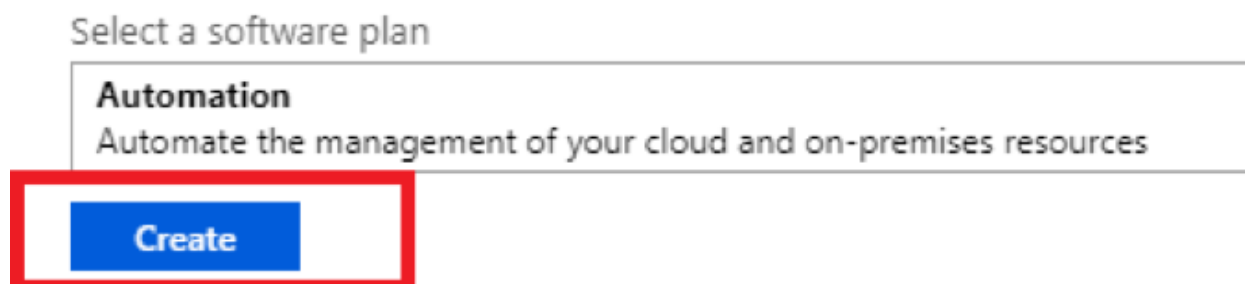 Select a software plan
Automation
Automate the management of your cloud and on-premises resources
Create